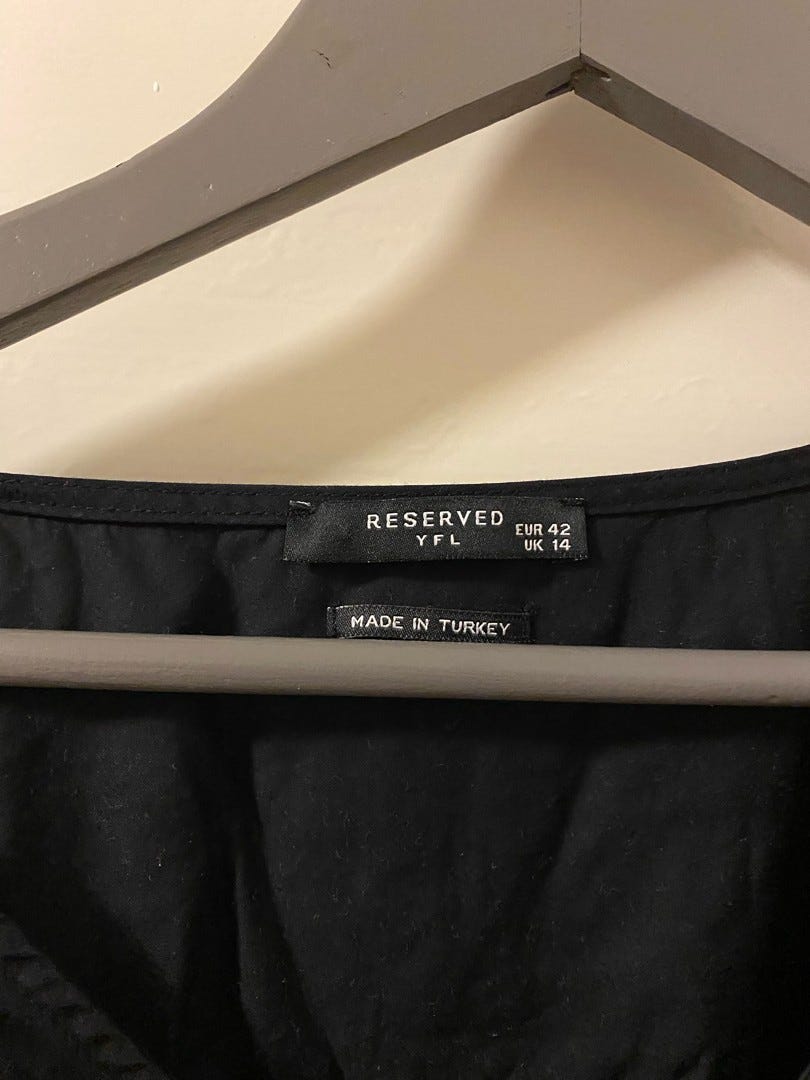 RESERVED
YFL
EUR 42
UK 14
MADE IN TURKEY